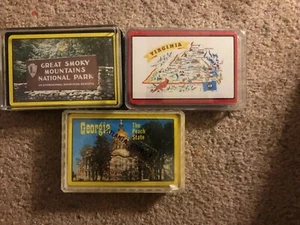 GREAT SMOKY
MOUNTAINS
NATIONAL PARK
VIRGINIA
Georgia
The
Peach
State